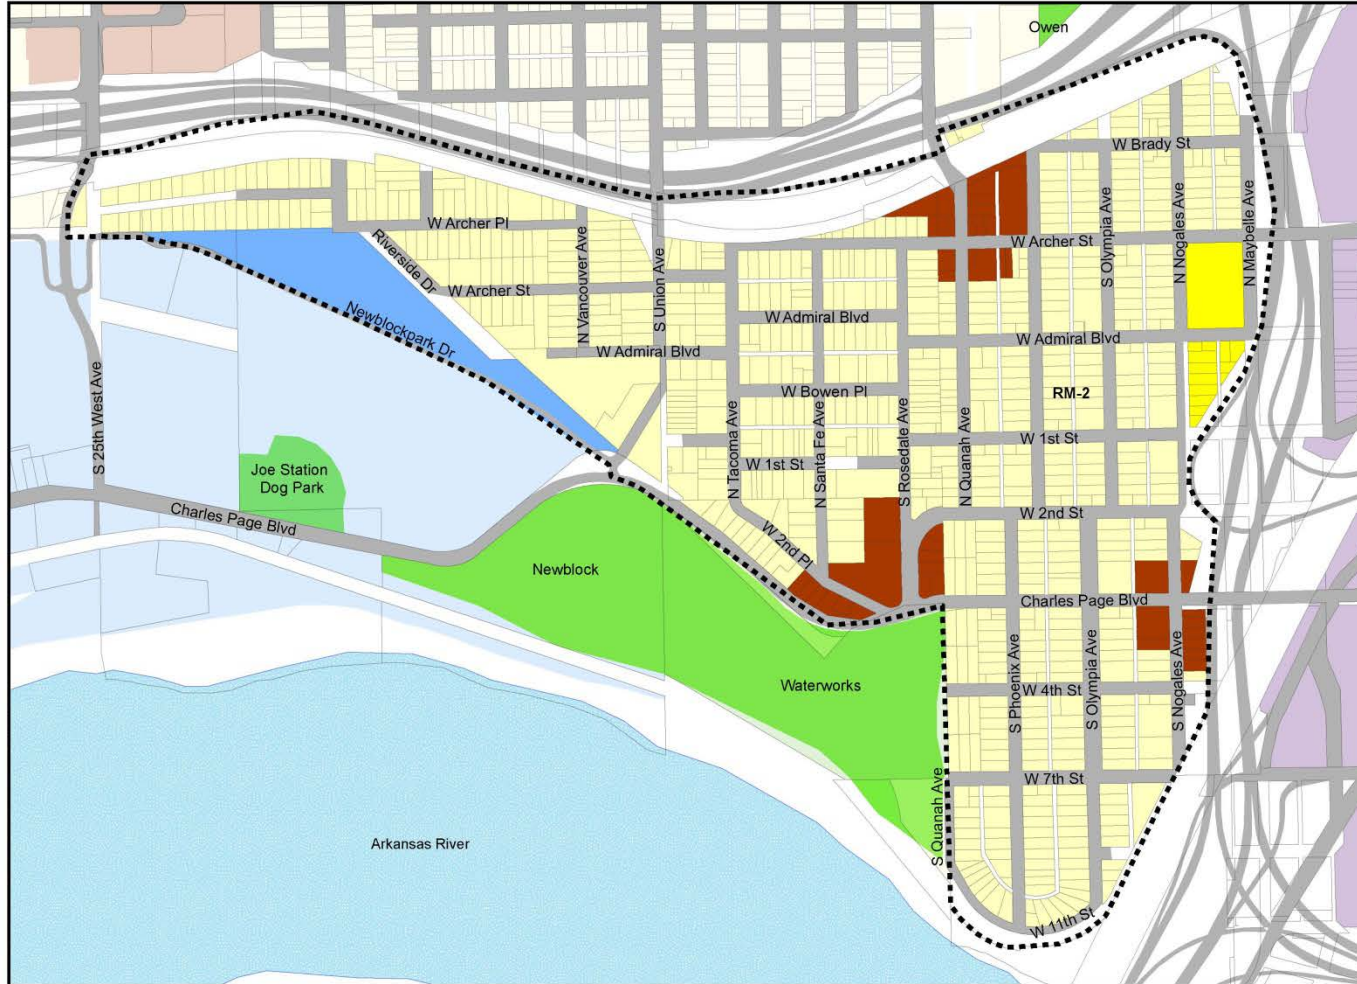 Owen
W Brady St
W Archer Pl
Riverside Dr
N Vancouver Ave
S Union Ave
W Archer St
S Olympia Ave
N Nogales Ave
N Maybelle Ave
W Archer St
Newblockpark Dr
W Admiral Blvd
W Admiral Blvd
W Admiral Blvd
S 25th West Ave
W Bowen Pl
RM-2
N Tacoma Ave
N Santa Fe Ave
S Rosedale Ave
N Quanah Ave
W 1st St
W 1st St
Joe Station
Dog Park
Charles Page Blvd
W 2nd Pl
W 2nd St
Newblock
Charles Page Blvd
Waterworks
S Phoenix Ave
S Olympia Ave
S Nogales Ave
W 4th St
W 7th St
S Quanah Ave
Arkansas River
W 11th St